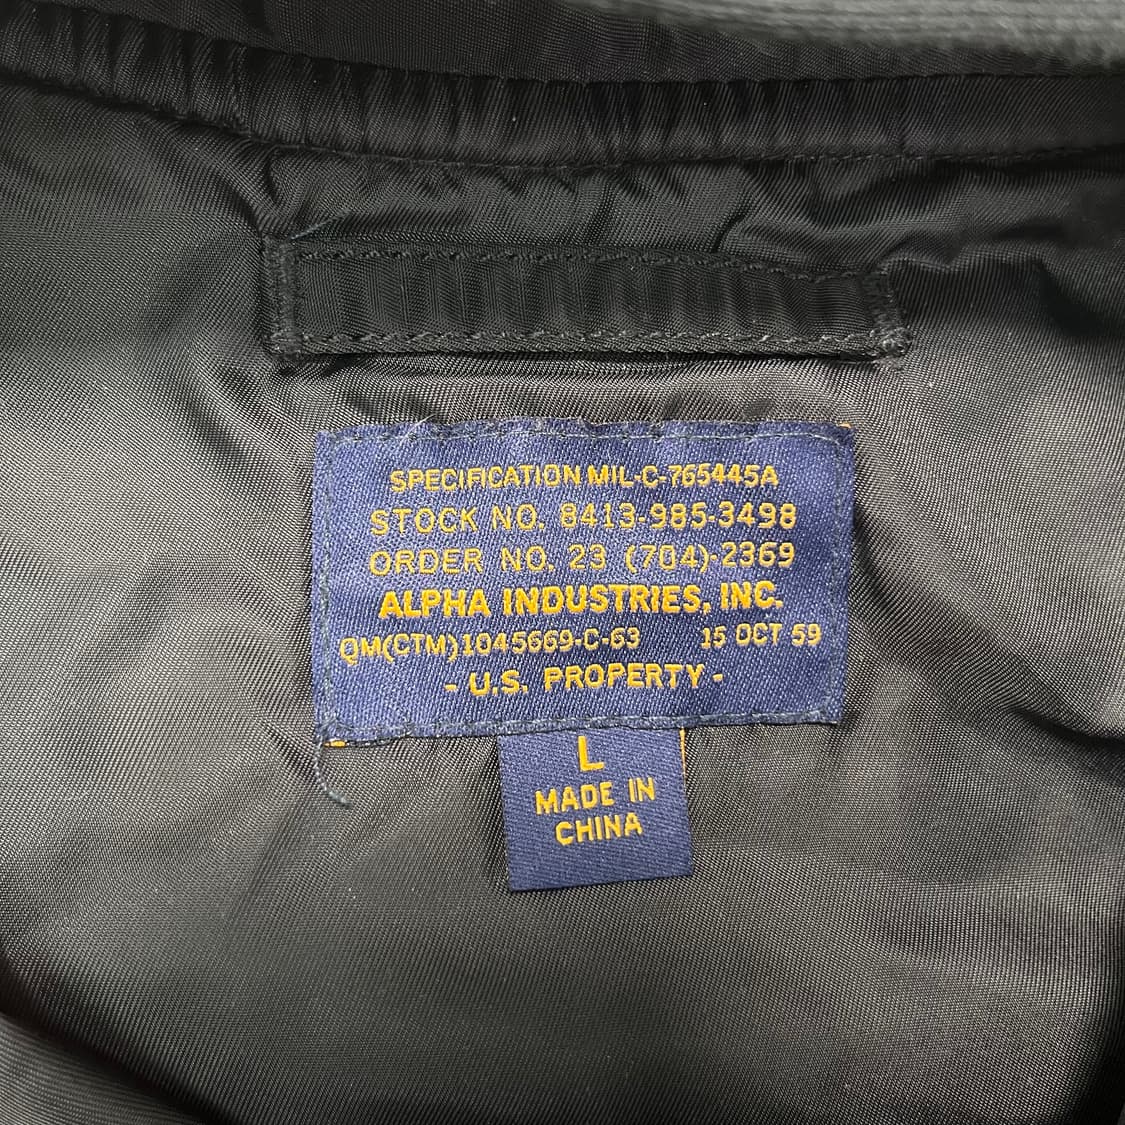 SPECIFICATION MIL-C-765445A
STOCK NO. 8413-985-3498
ORDER NO. 23 (704)-2369
ALPHA INDUSTRIES, INC.
QM(CTM)1045669-C-63 15 OCT 59
- U.S. PROPERTY -
L
MADE IN
CHINA